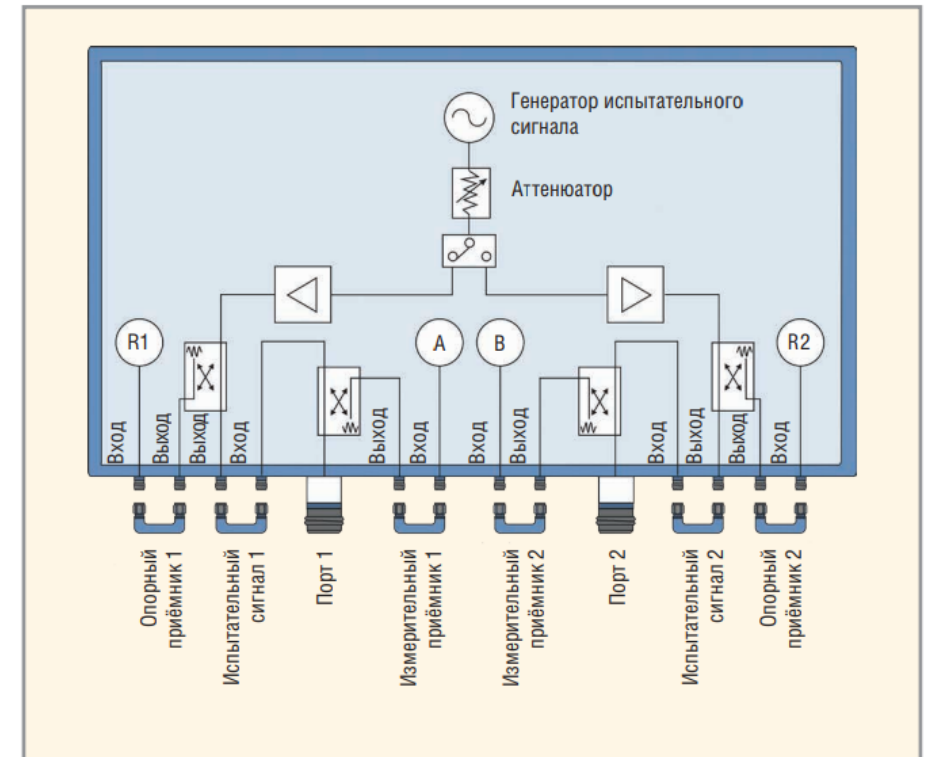 Генератор испытательного
сигнала
Аттенюатор
R1
A
B
R2
Вход
Выход
Выход
Вход
Выход
Вход
Вход
Выход
Вход
Выход
Выход
Вход
Опорный
приёмник 1
Испытательный
сигнал 1
Порт 1
Измерительный
приёмник 1
Измерительный
приёмник 2
Порт 2
Испытательный
сигнал 2
Опорный
приёмник 2